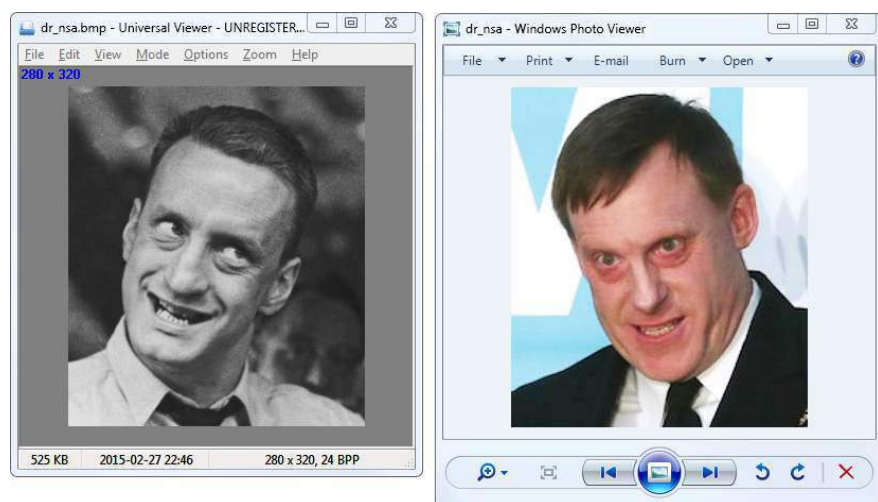 dr_nsa.bmp - Universal Viewer - UNREGISTER...
File Edit View Mode Options Zoom Help
280 x 320
525 KB 2015-02-27 22:46 280 x 320, 24 BPP
dr_nsa - Windows Photo Viewer
File Print E-mail Burn Open